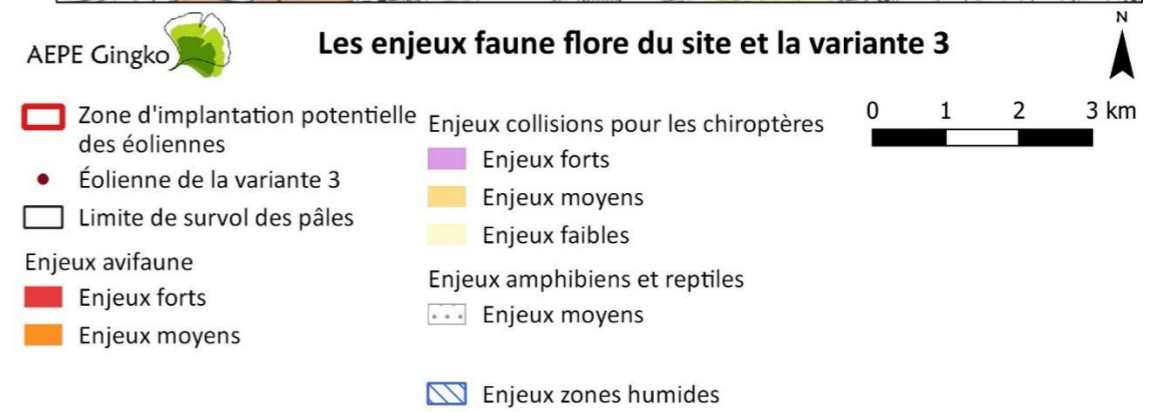 AEPE Gingko
Les enjeux faune flore du site et la variante 3
N
0 1 2 3 km
Zone d'implantation potentielle
des éoliennes
Éolienne de la variante 3
Limite de survol des pâles
Enjeux avifaune
Enjeux forts
Enjeux moyens
Enjeux collisions pour les chiroptères
Enjeux forts
Enjeux moyens
Enjeux faibles
Enjeux amphibiens et reptiles
Enjeux moyens
Enjeux zones humides